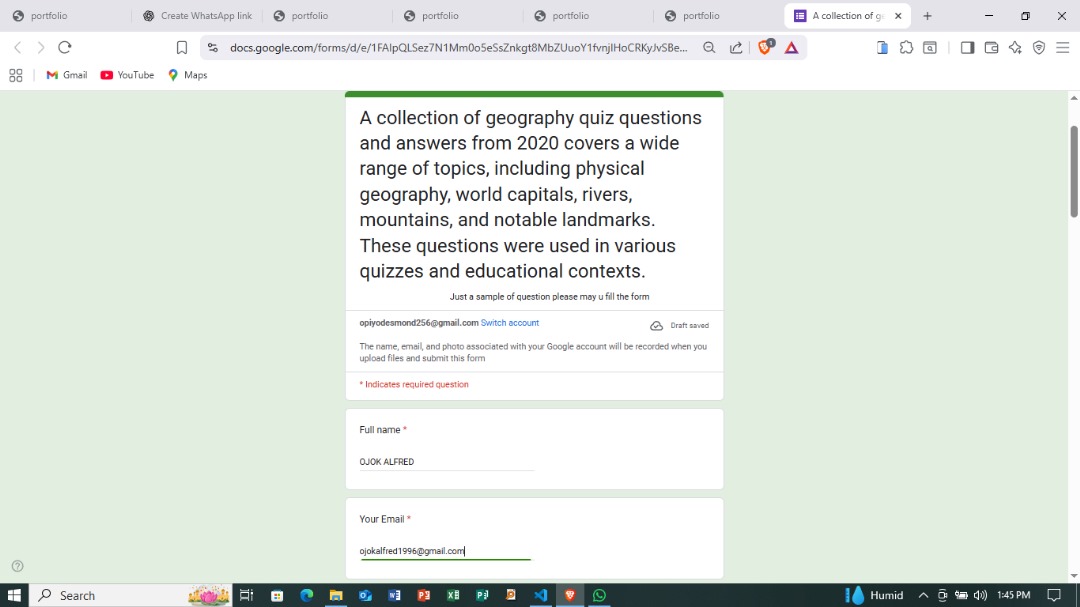 portfolio
Create WhatsApp link
portfolio
portfolio
portfolio
portfolio
A collection of ge
docs.google.com/forms/d/e/1FAIpQLSez7N1Mm0o5eSsZnkgt8MbZUuoY1fvnjIHoCRKyJvSBe...
1
Gmail
YouTube
Maps
A collection of geography quiz questions
and answers from 2020 covers a wide
range of topics, including physical
geography, world capitals, rivers,
mountains, and notable landmarks.
These questions were used in various
quizzes and educational contexts.
Just a sample of question please may u fill the form
opiyodesmond256@gmail.com Switch account
Draft saved
The name, email, and photo associated with your Google account will be recorded when you
upload files and submit this form
* Indicates required question
Full name *
OJOK ALFRED
Your Email *
ojokalfred1996@gmail.com
Search
Humid
1:45 PM